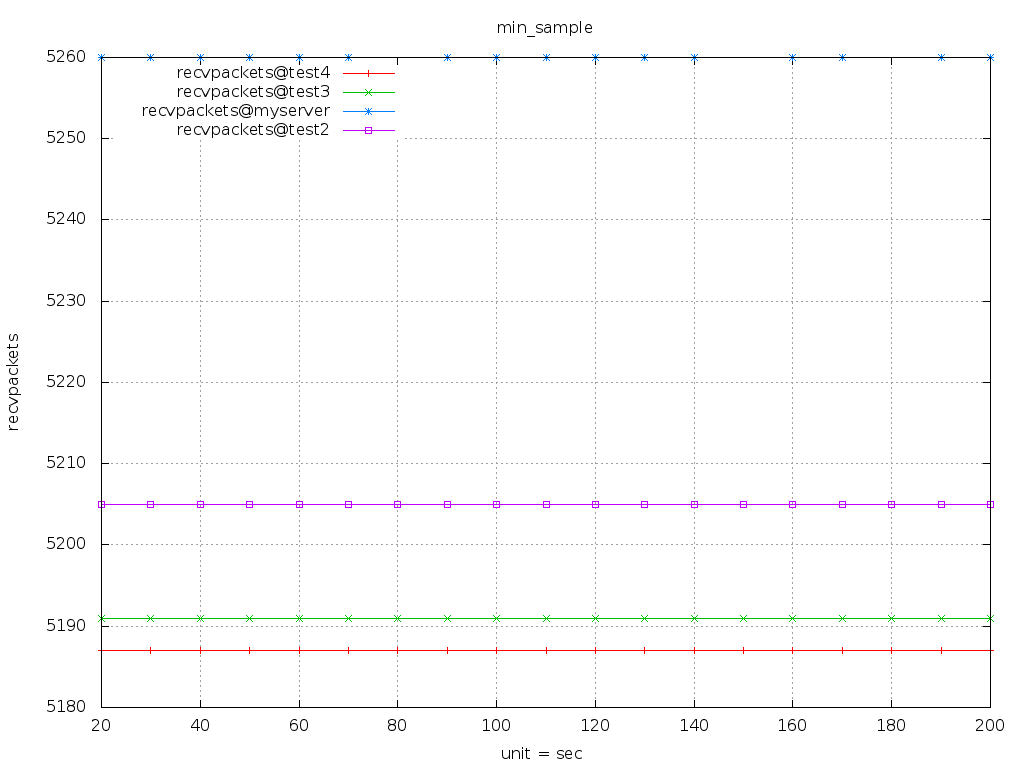 min_sample
5260
recvpackets@test4
recvpackets@test3
recvpackets@myserver
recvpackets@test2
5250
5240
5230
5220
5210
5200
5190
5180
recvpackets
20 40 60 80 100 120 140 160 180 200
unit = sec